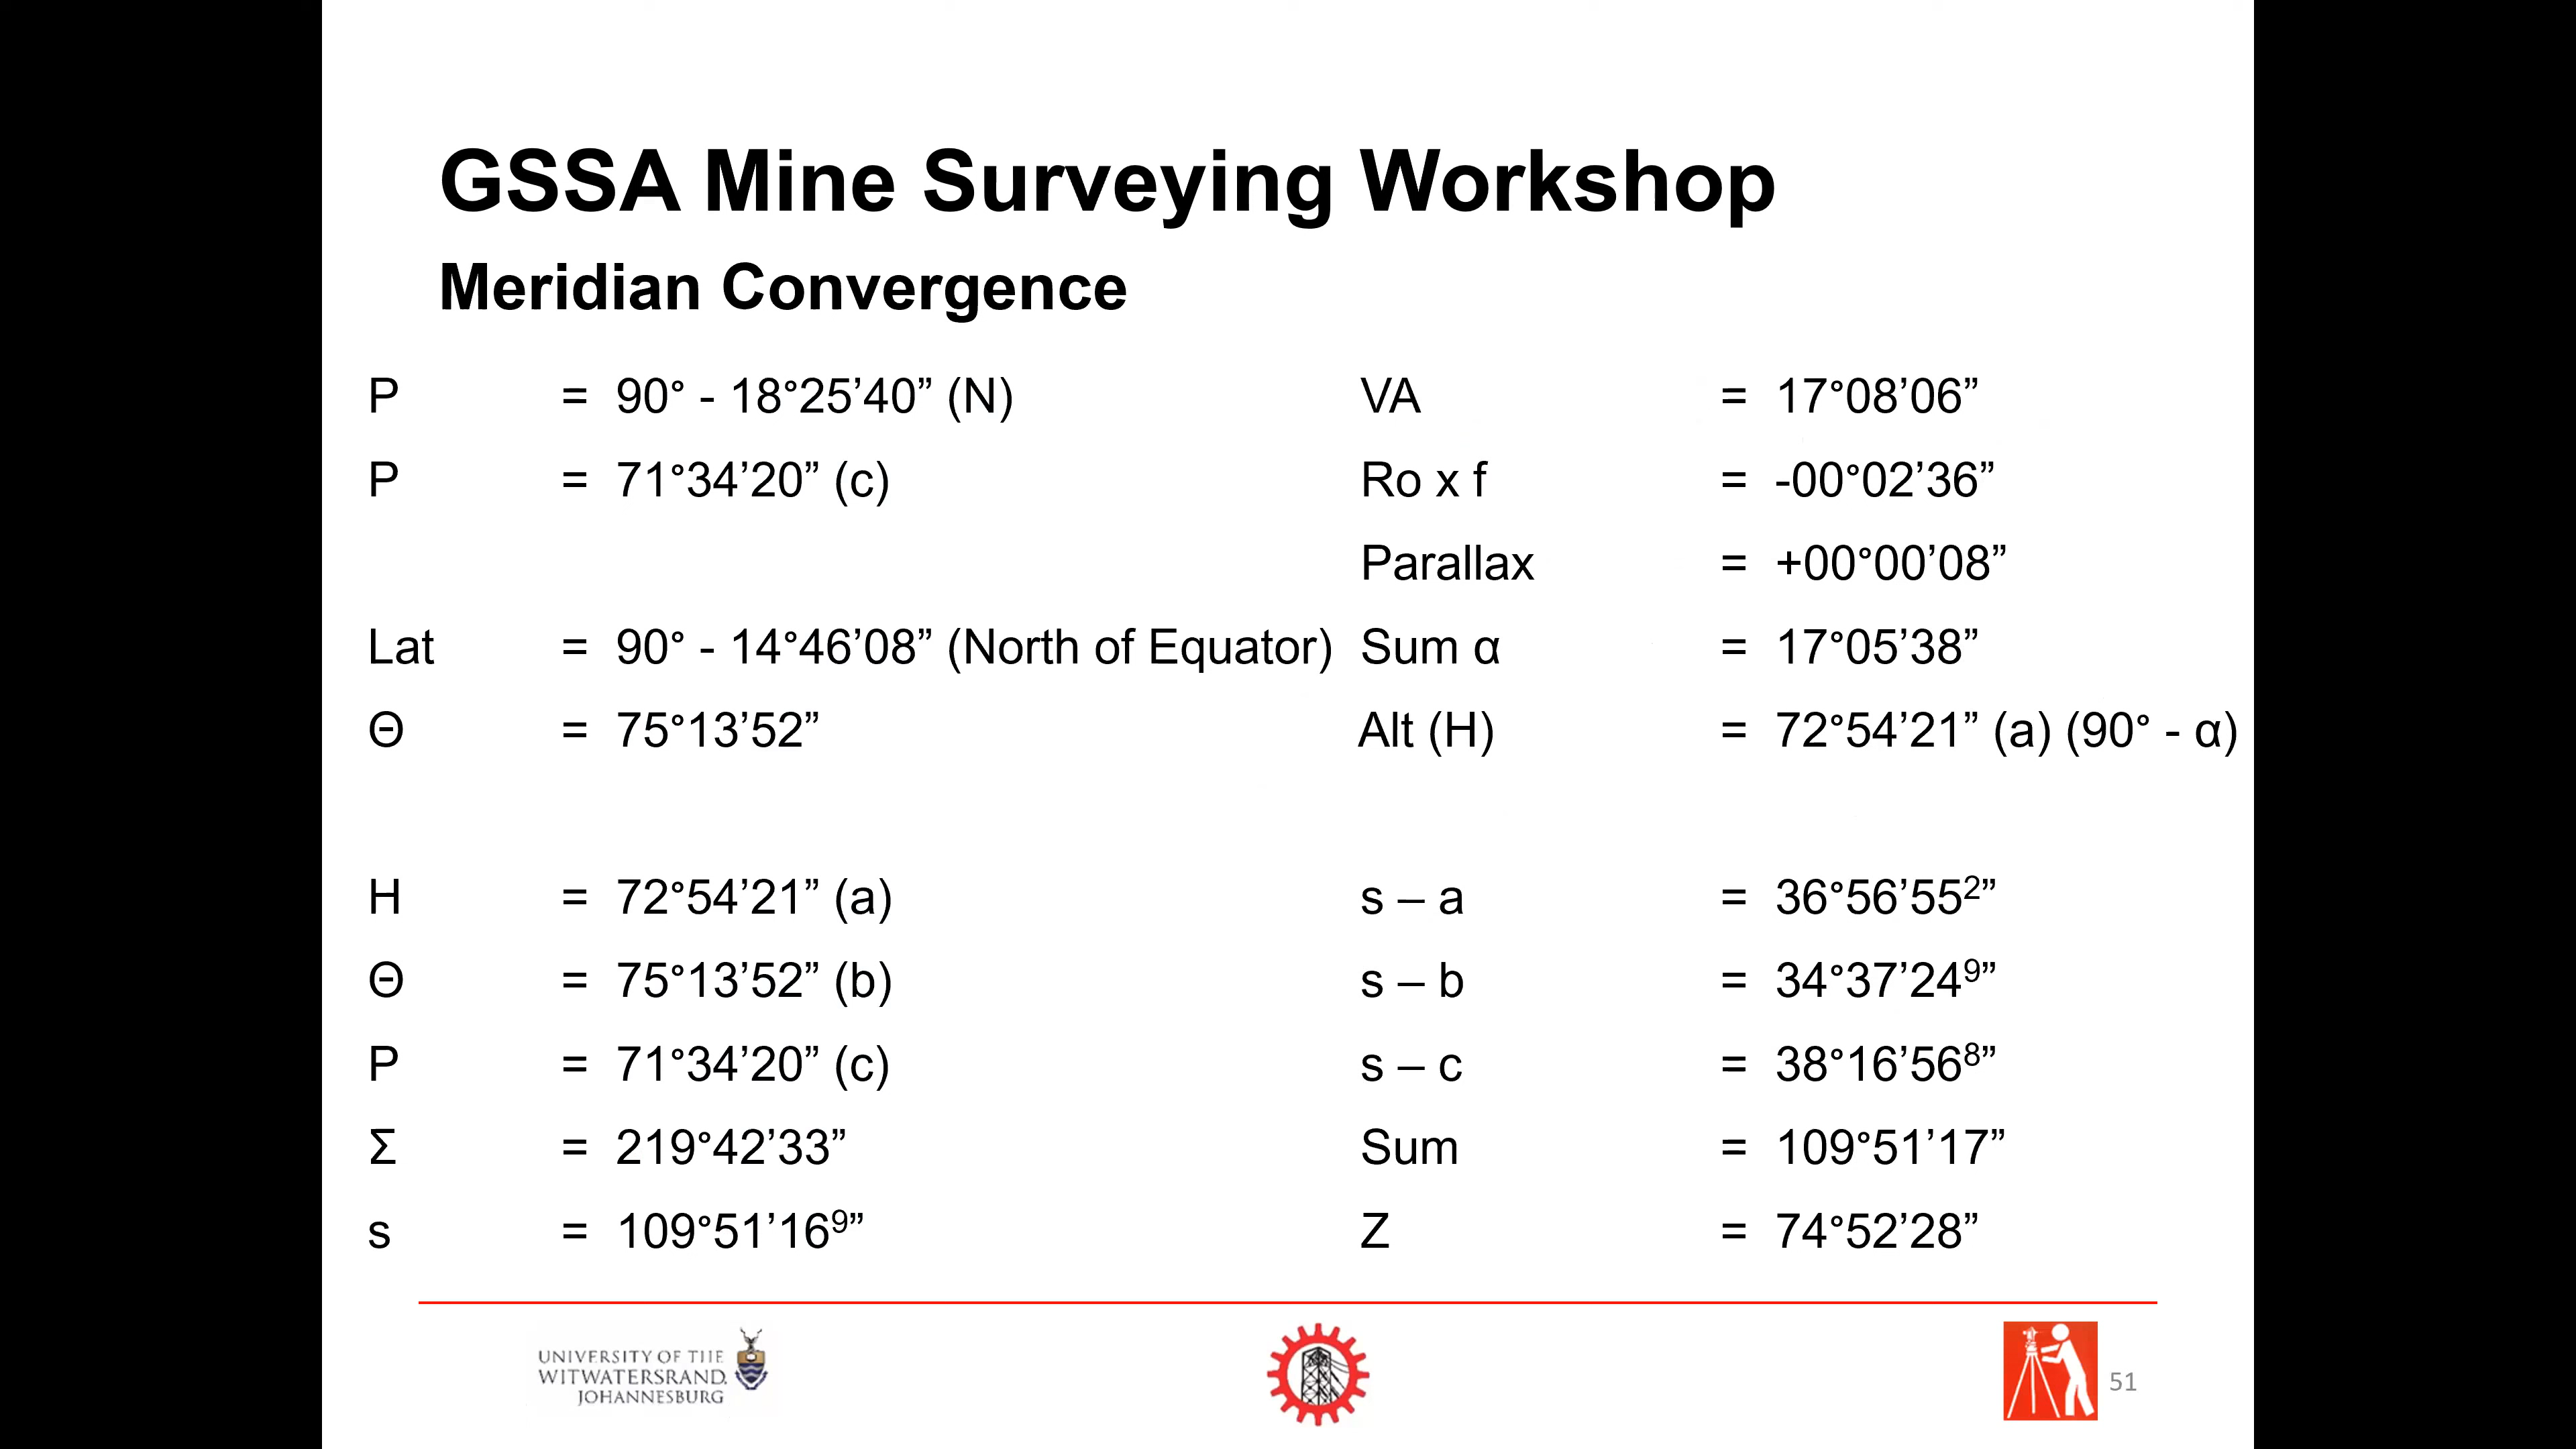 GSSA Mine Surveying Workshop
Meridian Convergence
P = 90° - 18°25’40” (N)
P = 71°34’20” (c)
Lat = 90° - 14°46’08” (North of Equator)
Θ = 75°13’52”
H = 72°54’21” (a)
Θ = 75°13’52” (b)
P = 71°34’20” (c)
Σ = 219°42’33”
s = 109°51’16⁹”
VA = 17°08’06”
Ro x f = -00°02’36”
Parallax = +00°00’08”
Sum α = 17°05’38”
Alt (H) = 72°54’21” (a) (90° - α)
s – a = 36°56’55²”
s – b = 34°37’24⁹”
s – c = 38°16’56⁸”
Sum = 109°51’17”
Z = 74°52’28”
UNIVERSITY OF THE
WITWATERSRAND,
JOHANNESBURG
51